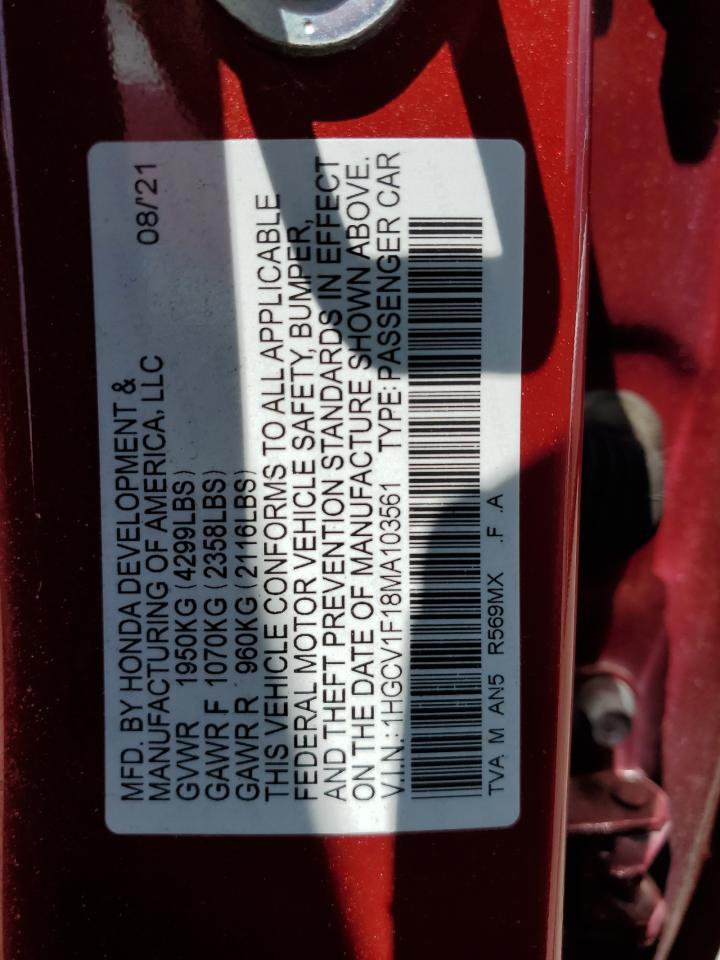 MFD. BY HONDA DEVELOPMENT & 08/'21
MANUFACTURING OF AMERICA, LLC
GVWR 1950KG (4299LBS)
GAWR F 1070KG (2358LBS)
GAWR R 960KG (2116LBS)
THIS VEHICLE CONFORMS TO ALL APPLICABLE
FEDERAL MOTOR VEHICLE SAFETY, BUMPER,
AND THEFT PREVENTION STANDARDS IN EFFECT
ON THE DATE OF MANUFACTURE SHOWN ABOVE.
V.I.N.: 1HGCV1F18MA103561 TYPE: PASSENGER CAR
TVA M AN5 R569MX .F .A